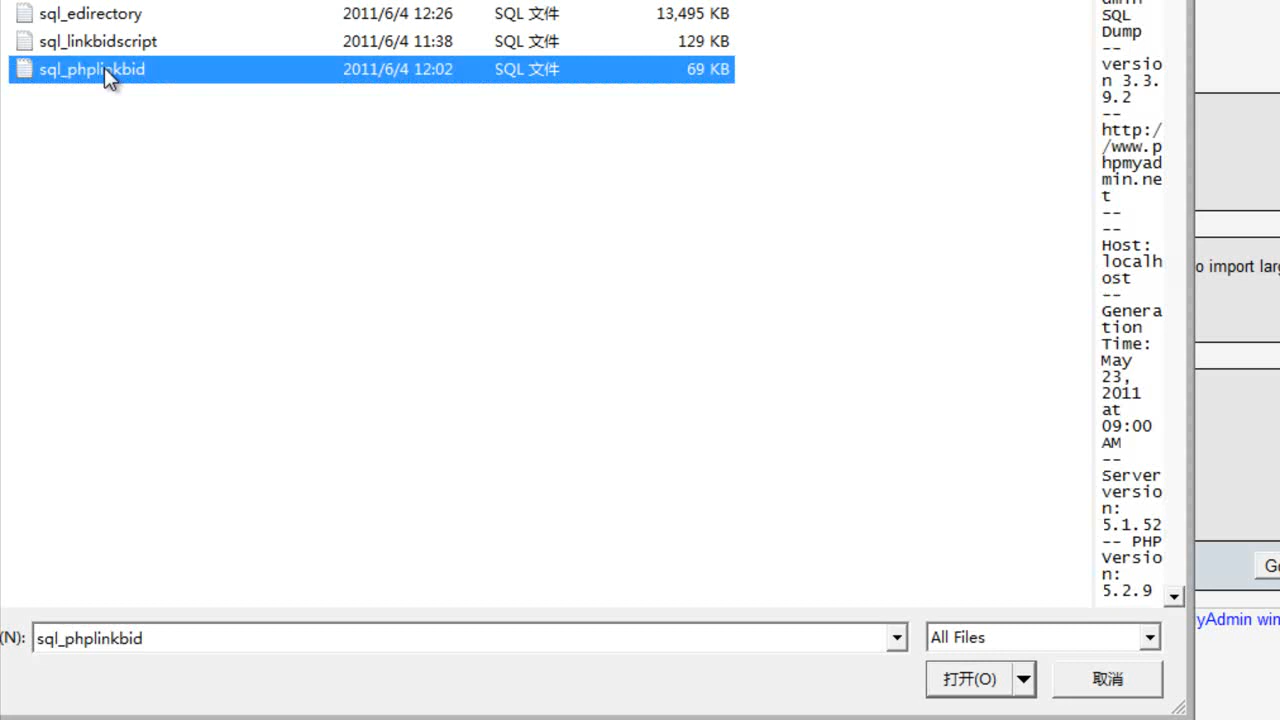 sql_edirectory 2011/6/4 12:26 SQL 文件 13,495 KB
sql_linkbidscript 2011/6/4 11:38 SQL 文件 129 KB
sql_phplinkbid 2011/6/4 12:02 SQL 文件 69 KB
SQL
Dump
--
versio
n 3.3.
9.2
--
http:/
/www.p
hpmyad
min.ne
t
--
--
Host:
localh
ost
--
Genera
tion
Time:
May
23,
2011
at
09:00
AM
--
Server
versio
n:
5.1.52
-- PHP
Versio
n:
5.2.9
o import larg
Go
yAdmin win
(N): sql_phplinkbid
All Files
打开(O)
取消